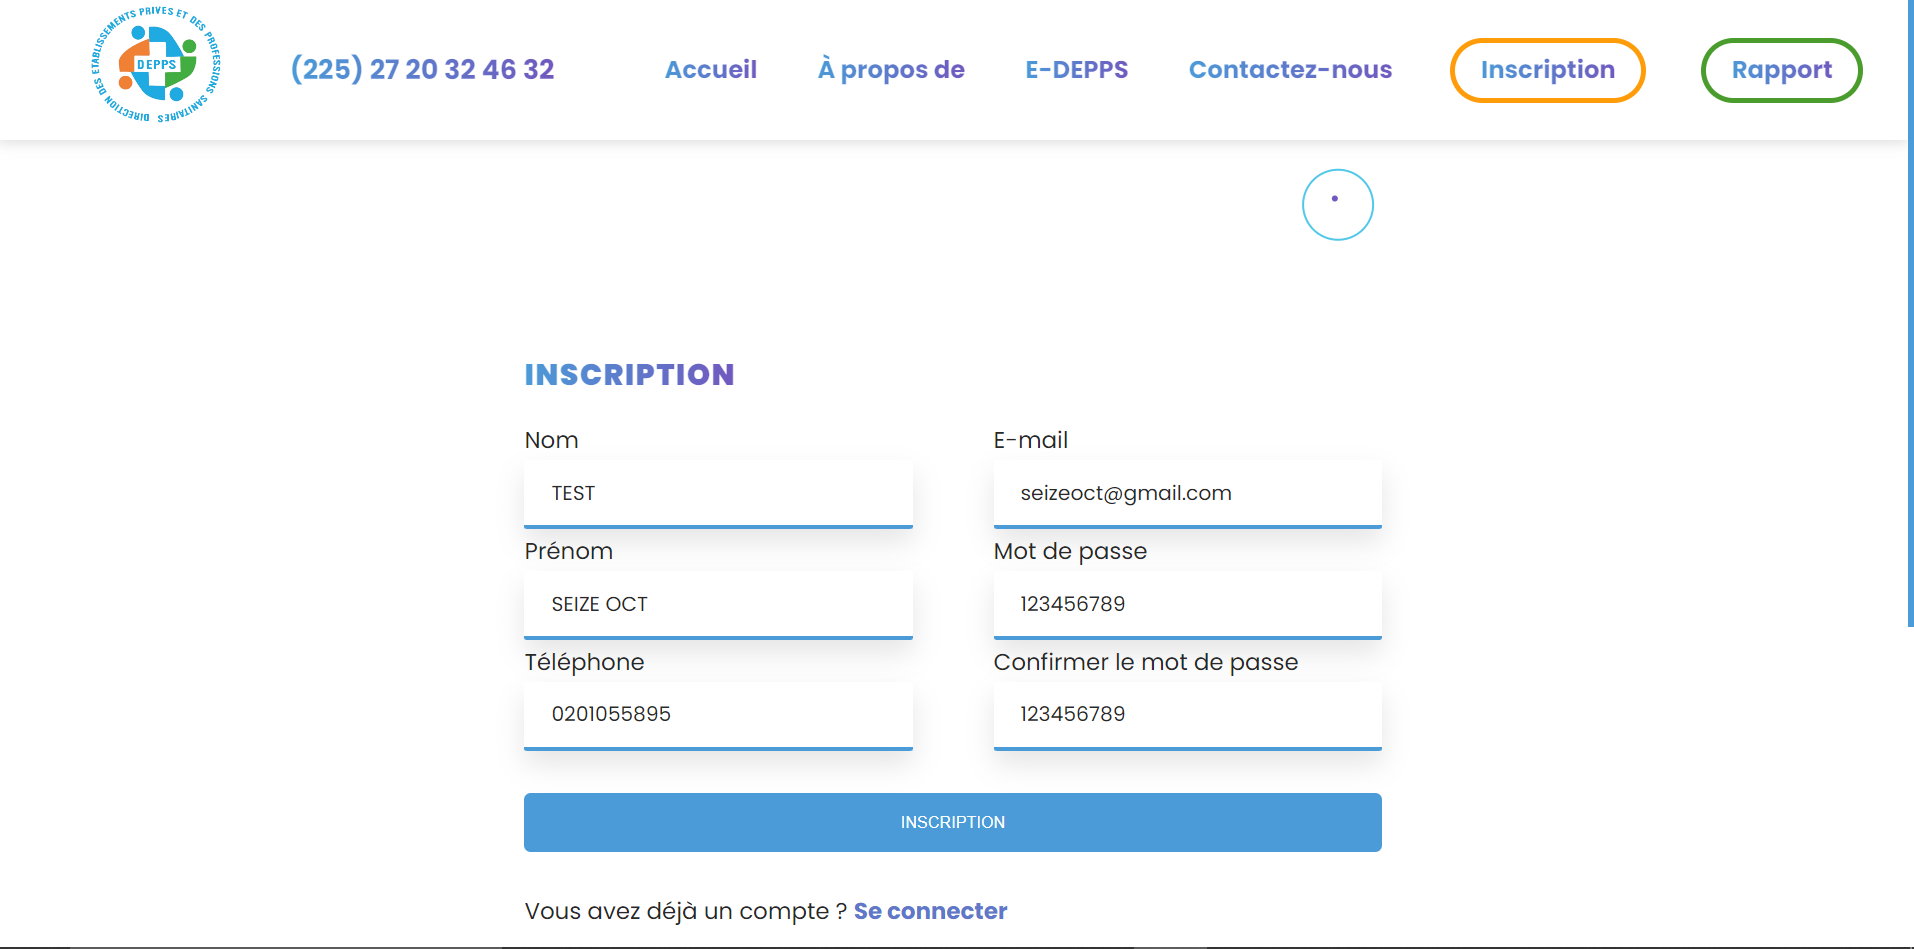 DIRECTION DES ETABLISSEMENTS PRIVES ET DES PROFESSIONS SANITAIRES
DEPPS
(225) 27 20 32 46 32
Accueil
À propos de
E-DEPPS
Contactez-nous
Inscription
Rapport
INSCRIPTION
Nom
E-mail
TEST
seizeoct@gmail.com
Prénom
Mot de passe
SEIZE OCT
123456789
Téléphone
Confirmer le mot de passe
0201055895
123456789
INSCRIPTION
Vous avez déjà un compte ? Se connecter